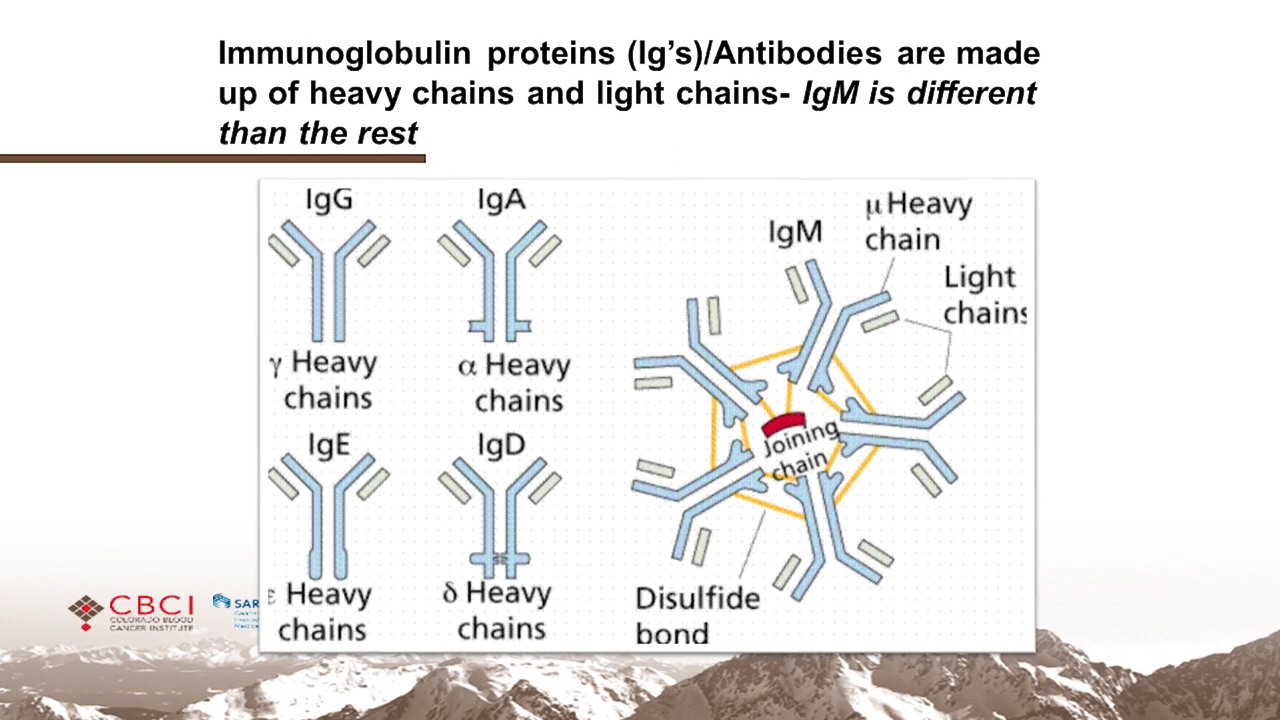 Immunoglobulin proteins (Ig’s)/Antibodies are made
up of heavy chains and light chains- IgM is different
than the rest
IgG
γ Heavy
chains
IgA
α Heavy
chains
IgE
ε Heavy
chains
IgD
δ Heavy
chains
IgM
μ Heavy
chain
Light
chains
Joining
chain
Disulfide
bond
CBCI
COLORADO BLOOD
CANCER INSTITUTE
SAR